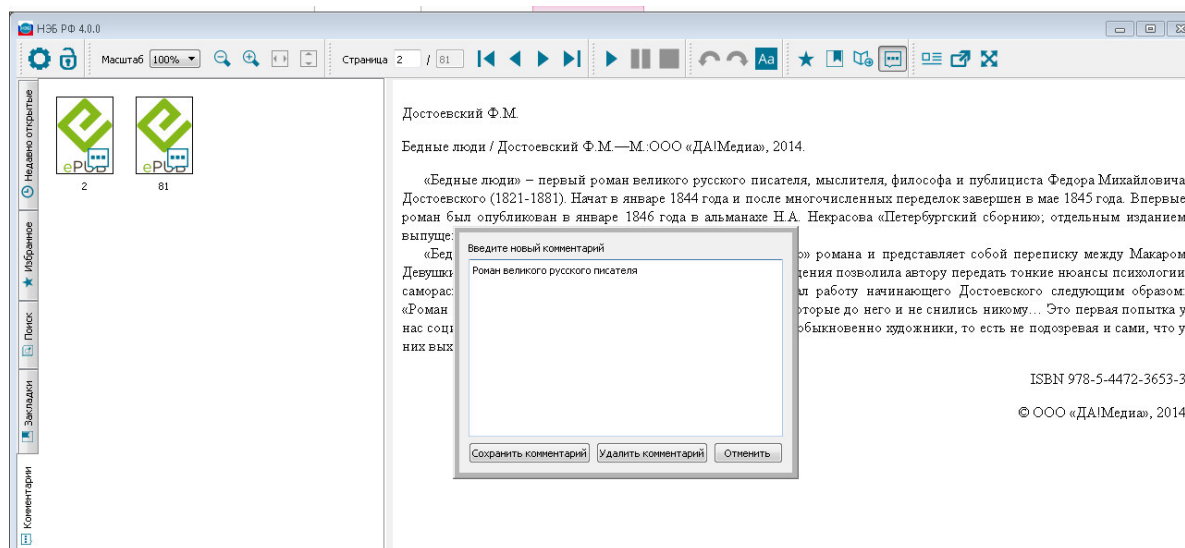 НЭБ РФ 4.0.0
Масштаб 100% Страница 2 / 81 Aa
Недавно открытые
Избранное
Поиск
Закладки
Комментарии
ePUB ePUB
2 81
Достоевский Ф.М.
Бедные люди / Достоевский Ф.М.—М.:ООО «ДА!Медиа», 2014.
«Бедные люди» – первый роман великого русского писателя, мыслителя, философа и публициста Федора Михайловича
Достоевского (1821-1881). Начат в январе 1844 года и после многочисленных переделок завершен в мае 1845 года. Впервые
роман был опубликован в январе 1846 года в альманахе Н.А. Некрасова «Петербургский сборник»; отдельным изданием
выпуще
«Бед о» романа и представляет собой переписку между Макаром
Девушки дения позволила автору передать тонкие нюансы психологии
саморас ал работу начинающего Достоевского следующим образом:
«Роман оторые до него и не снились никому… Это первая попытка у
нас соци обыкновенно художники, то есть не подозревая и сами, что у
них вых
ISBN 978-5-4472-3653-3
© ООО «ДА!Медиа», 2014
Введите новый комментарий
Роман великого русского писателя
Сохранить комментарий Удалить комментарий Отменить